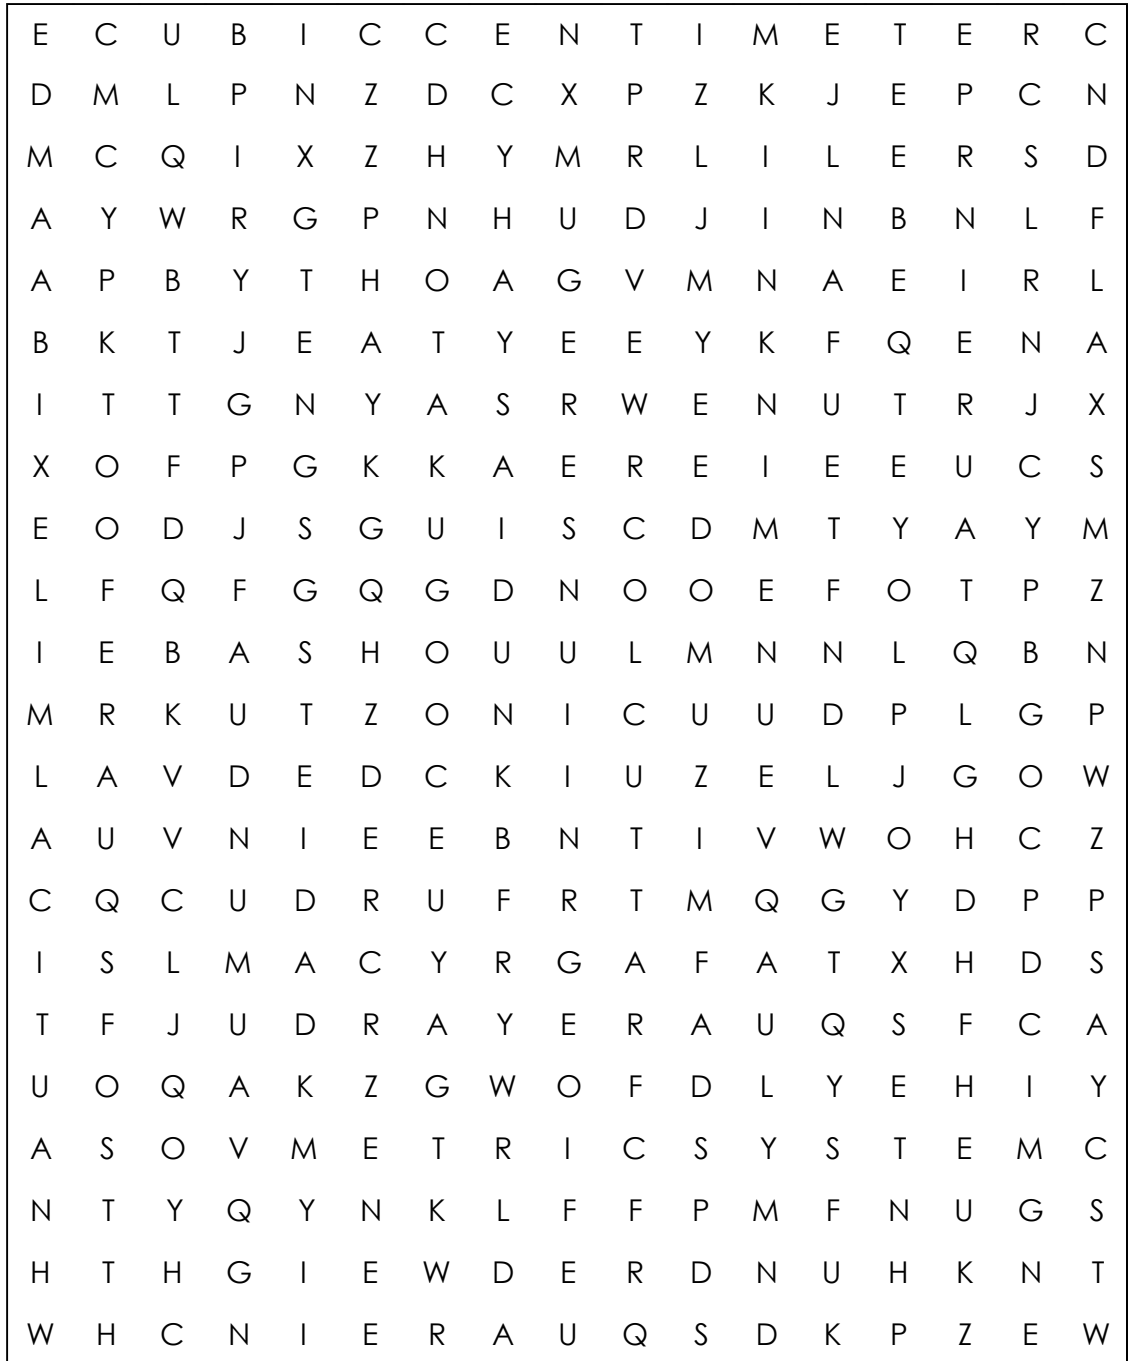 E C U B I C C E N T I M E T E R C
D M L P N Z D C X P Z K J E P C N
M C Q I X Z H Y M R L I L E R S D
A Y W R G P N H U D J I N B N L F
A P B Y T H O A G V M N A E I R L
B K T J E A T Y E E Y K F Q E N A
I T T G N Y A S R W E N U T R J X
X O F P G K K A E R E I E E U C S
E O D J S G U I S C D M T Y A Y M
L F Q F G Q G D N O O E F O T P Z
I E B A S H O U U L M N N L Q B N
M R K U T Z O N I C U U D P L G P
L A V D E D C K I U Z E L J G O W
A U V N I E E B N T I V W O H C Z
C Q C U D R U F R T M Q G Y D P P
I S L M A C Y R G A F A T X H D S
T F J U D R A Y E R A U Q S F C A
U O Q A K Z G W O F D L Y E H I Y
A S O V M E T R I C S Y S T E M C
N T Y Q Y N K L F F P M F N U G S
H T H G I E W D E R D N U H K N T
W H C N I E R A U Q S D K P Z E W